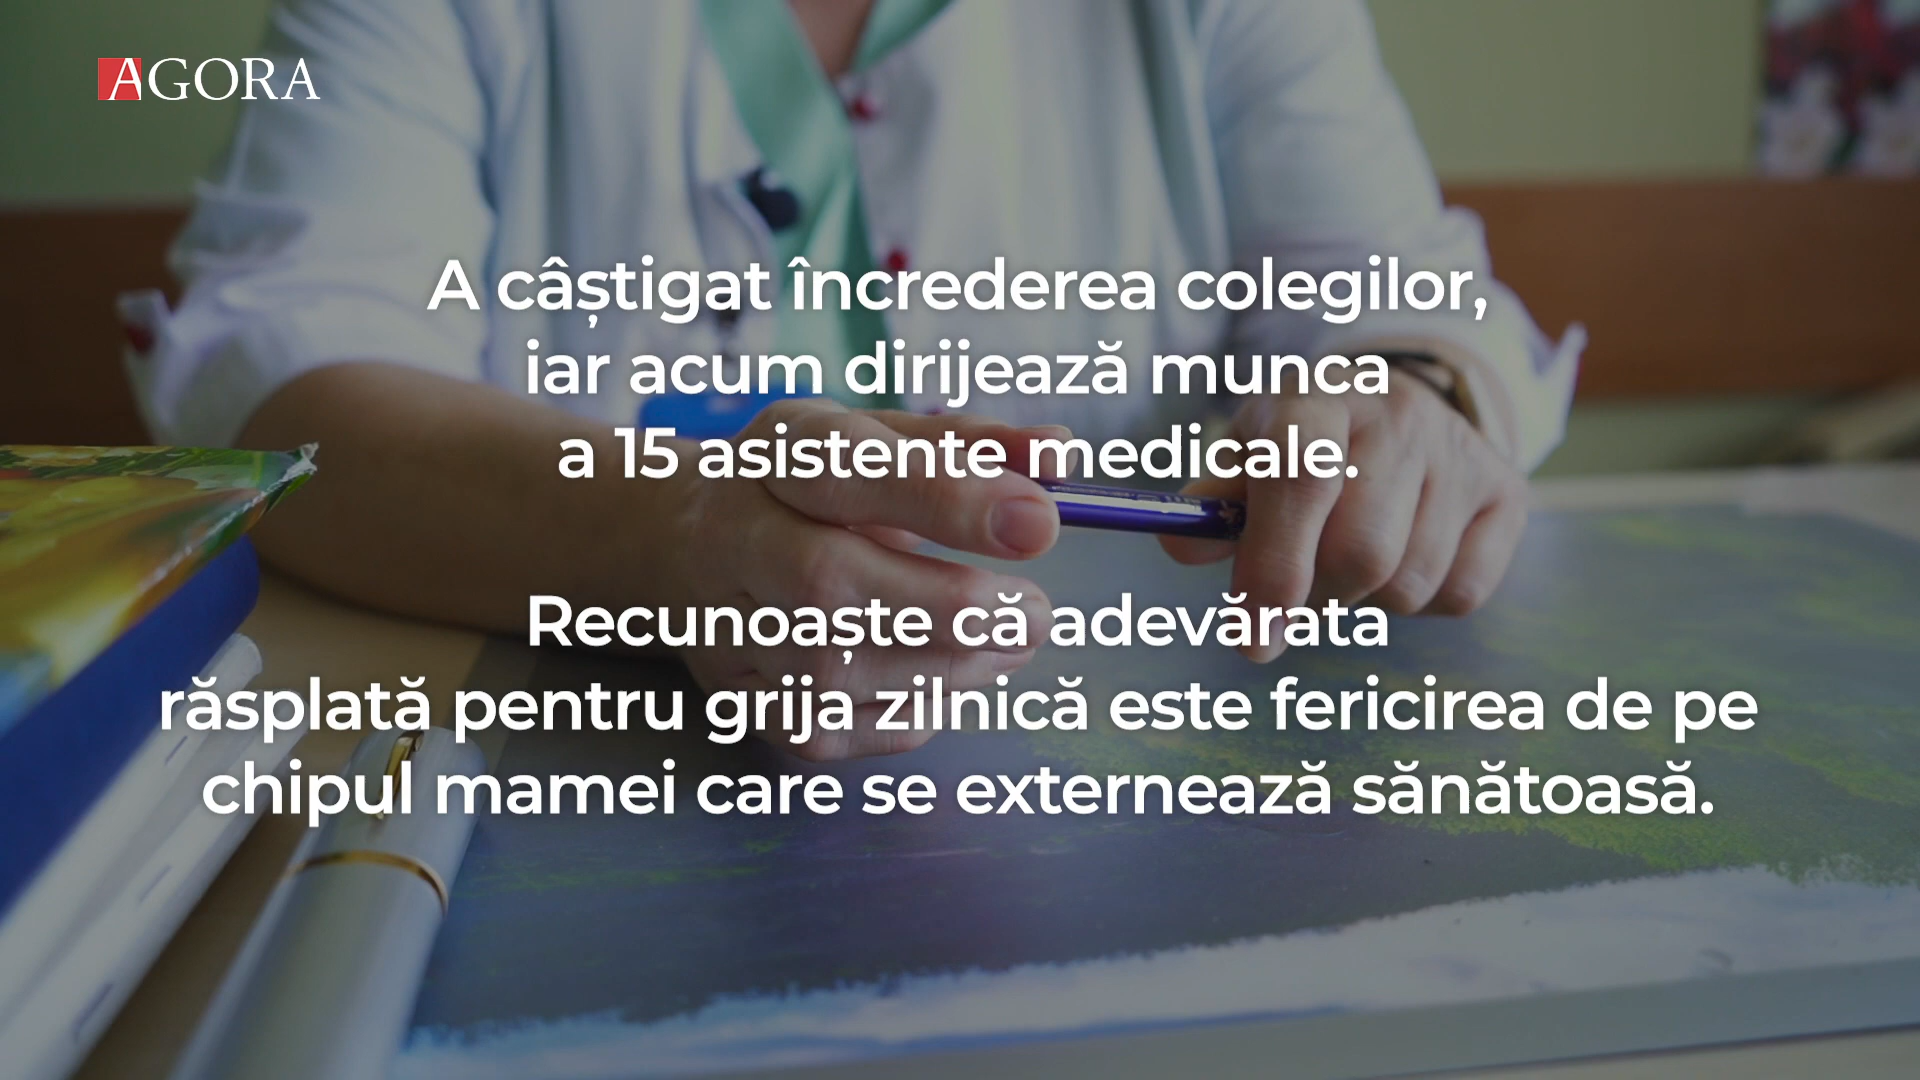 AGORA
A câștigat încrederea colegilor,
iar acum dirijează munca
a 15 asistente medicale.
Recunoaște că adevărata
răsplată pentru grija zilnică este fericirea de pe
chipul mamei care se externează sănătoasă.